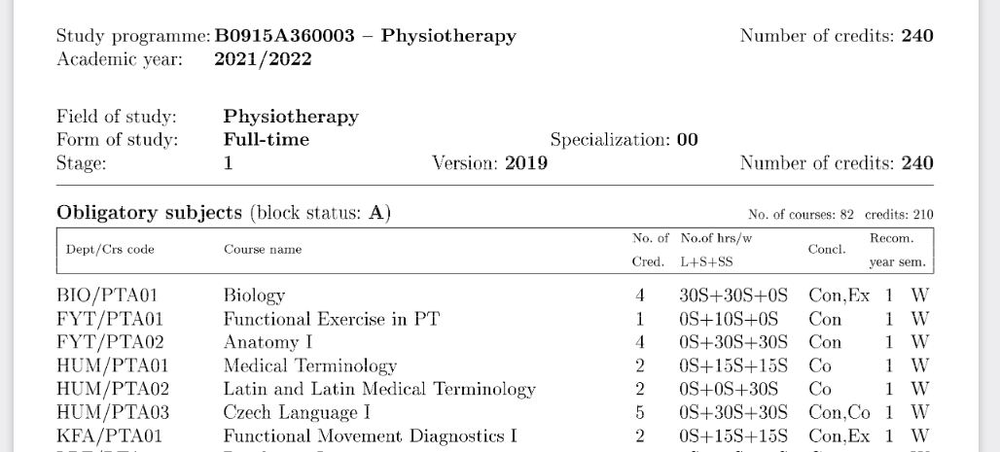 Study programme: B0915A360003 – Physiotherapy Number of credits: 240
Academic year: 2021/2022
Field of study: Physiotherapy
Form of study: Full-time Specialization: 00
Stage: 1 Version: 2019 Number of credits: 240
Obligatory subjects (block status: A) No. of courses: 82 credits: 210
Dept/Crs code Course name No. of Cred. No.of hrs/w L+S+SS Concl. Recom. year sem.
BIO/PTA01 Biology 4 30S+30S+0S Con,Ex 1 W
FYT/PTA01 Functional Exercise in PT 1 0S+10S+0S Con 1 W
FYT/PTA02 Anatomy I 4 0S+30S+30S Con 1 W
HUM/PTA01 Medical Terminology 2 0S+15S+15S Co 1 W
HUM/PTA02 Latin and Latin Medical Terminology 2 0S+0S+30S Co 1 W
HUM/PTA03 Czech Language I 5 0S+30S+30S Con,Co 1 W
KFA/PTA01 Functional Movement Diagnostics I 2 0S+15S+15S Con,Ex 1 W